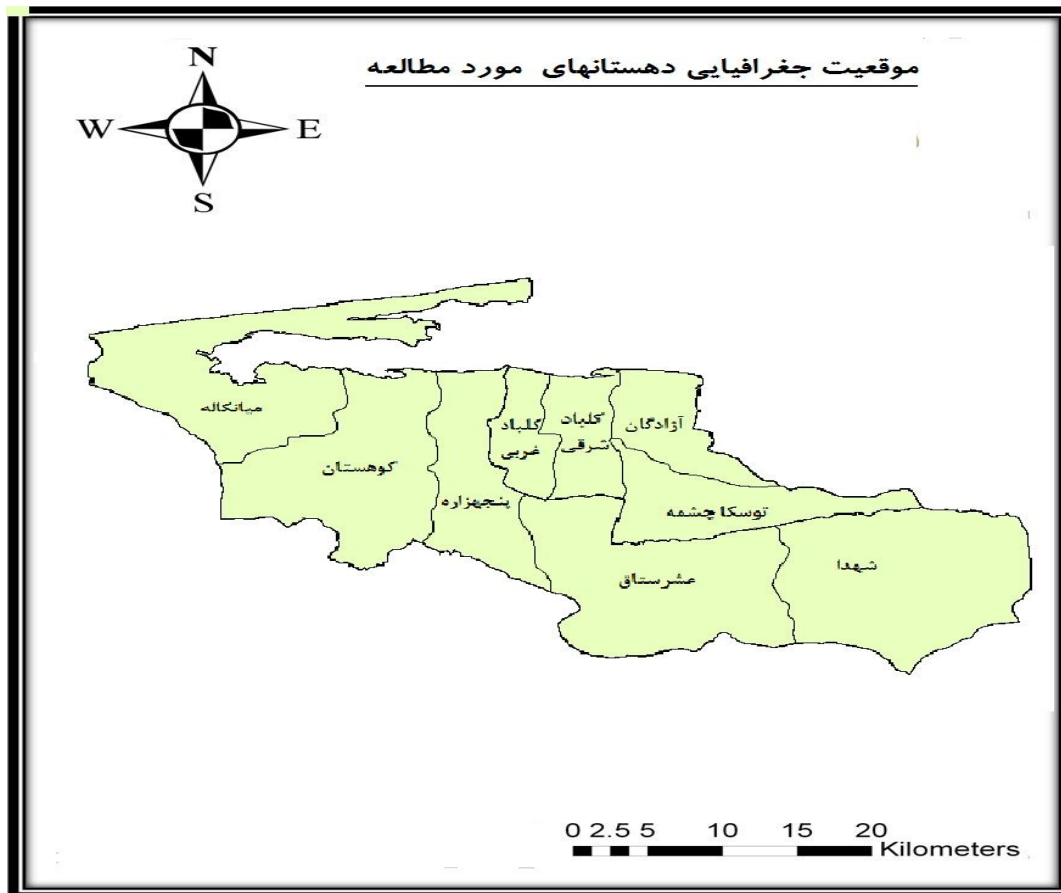 موقعیت جغرافیایی دهستانهای مورد مطالعه
N
W E
S
میانکاله
کوهستان
پنجهزاره
گلباد
غربی
گلباد
شرقی
آزادگان
توسکا چشمه
عشرستاق
شهدا
0 2.5 5 10 15 20
Kilometers